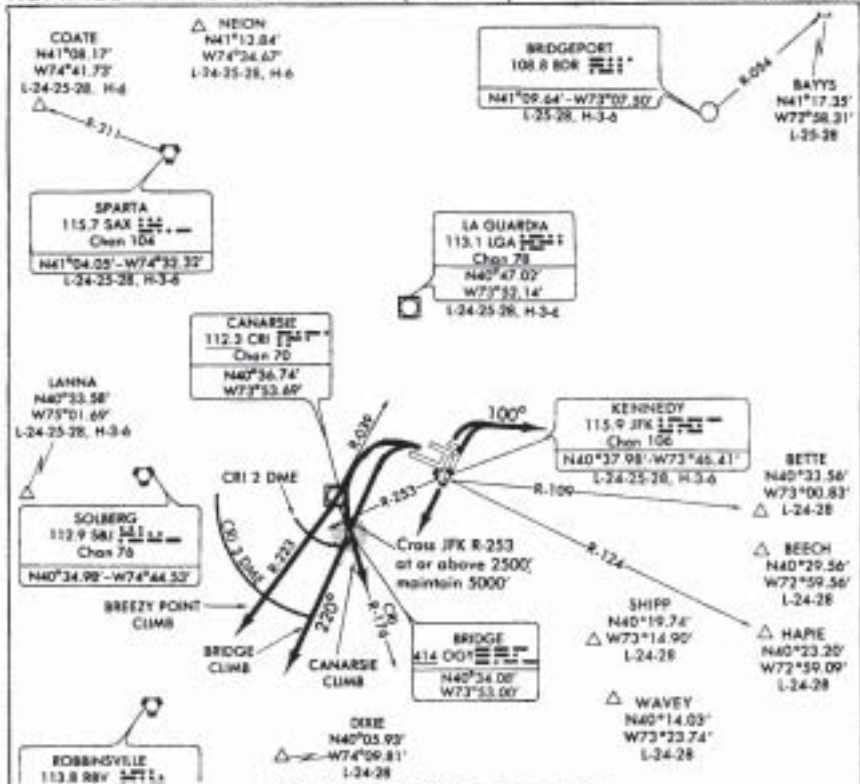 COATE
N41°08.17'
W74°41.73'
L-24-25-28, H-6
NEION
N41°12.84'
W74°34.67'
L-24-25-28, H-6
BRIDGEPORT
108.8 BDR
N41°09.64'-W73°07.50'
L-25-28, H-3-6
R-054
BAYYS
N41°17.35'
W72°58.31'
L-25-28
R-311
SPARTA
115.7 SAX
Chan 104
N41°04.05'-W74°32.32'
L-24-25-28, H-3-6
LA GUARDIA
113.1 LGA
Chan 78
N40°47.02'
W73°52.14'
L-24-25-28, H-3-6
CANARSIE
112.3 CRI
Chan 70
N40°36.74'
W73°53.69'
LANNA
N40°33.58'
W75°01.69'
L-24-25-28, H-3-6
R-039
100°
KENNEDY
115.9 JFK
Chan 106
N40°37.98'-W73°46.41'
L-24-25-28, H-3-6
BETTE
N40°33.56'
W73°00.83'
L-24-28
CRI 2 DME
R-253
R-109
SOLBERG
112.9 SBJ
Chan 76
N40°34.98'-W74°44.53'
CRI 3 DME
R-223
Cross JFK R-253
at or above 2500'
maintain 5000'
R-124
BEECH
N40°29.56'
W72°59.56'
L-24-28
BREEZY POINT
CLIMB
220°
CRI
R-176
BRIDGE
CLIMB
CANARSIE
CLIMB
BRIDGE
414 OGY
N40°34.00'
W73°53.00'
SHIPP
N40°19.74'
W73°14.90'
L-24-28
HAPIE
N40°23.20'
W72°59.09'
L-24-28
WAVEY
N40°14.03'
W73°23.74'
L-24-28
DIXIE
N40°05.93'
W74°09.81'
L-24-28
ROBBINSVILLE
113.8 RBV